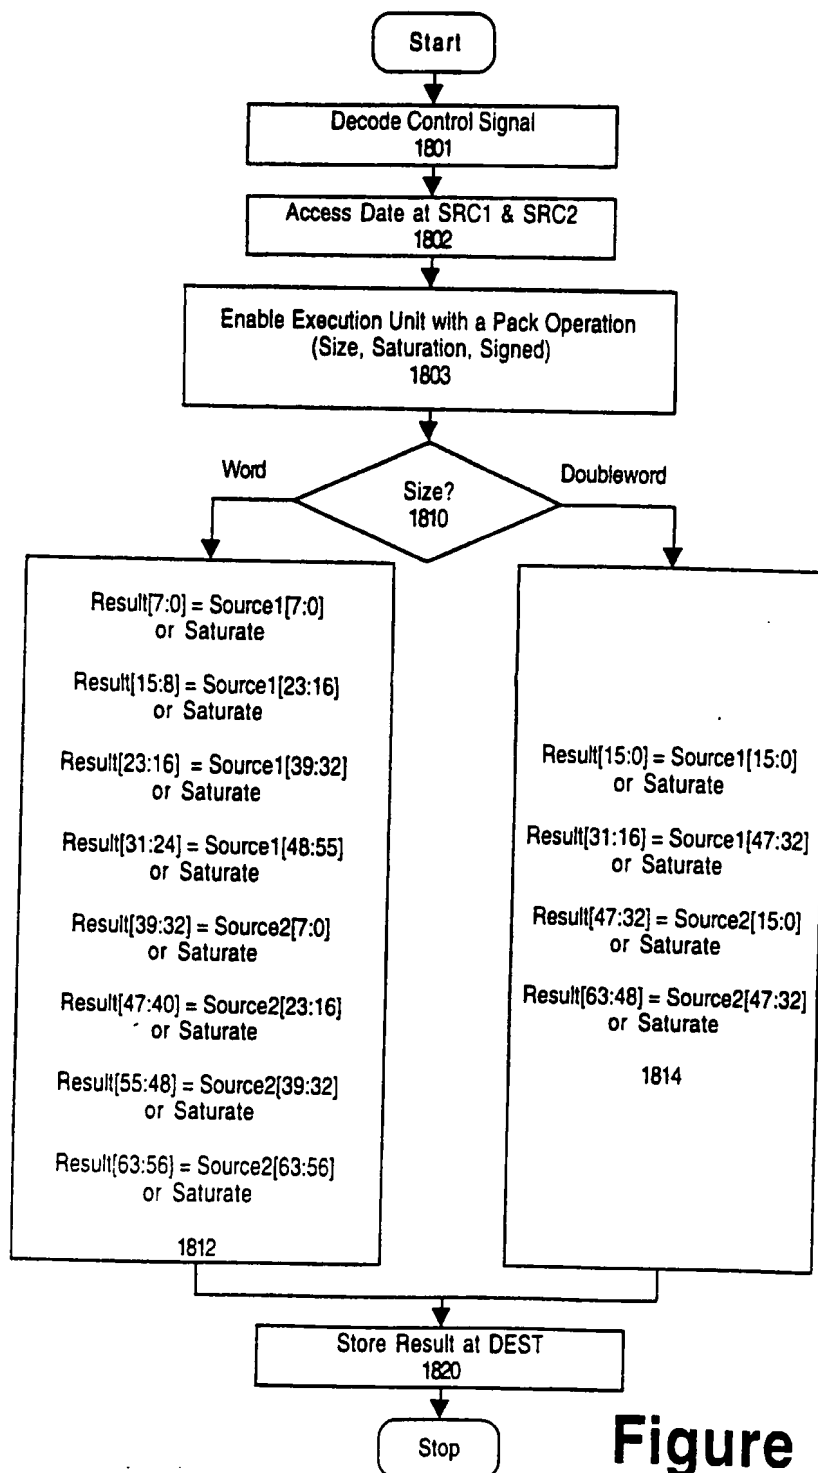 Start
Decode Control Signal
1801
Access Date at SRC1 & SRC2
1802
Enable Execution Unit with a Pack Operation
(Size, Saturation, Signed)
1803
Word
Size?
1810
Doubleword
Result[7:0] = Source1[7:0]
or Saturate
Result[15:8] = Source1[23:16]
or Saturate
Result[23:16] = Source1[39:32]
or Saturate
Result[31:24] = Source1[48:55]
or Saturate
Result[39:32] = Source2[7:0]
or Saturate
Result[47:40] = Source2[23:16]
or Saturate
Result[55:48] = Source2[39:32]
or Saturate
Result[63:56] = Source2[63:56]
or Saturate
1812
Result[15:0] = Source1[15:0]
or Saturate
Result[31:16] = Source1[47:32]
or Saturate
Result[47:32] = Source2[15:0]
or Saturate
Result[63:48] = Source2[47:32]
or Saturate
1814
Store Result at DEST
1820
Stop
Figure